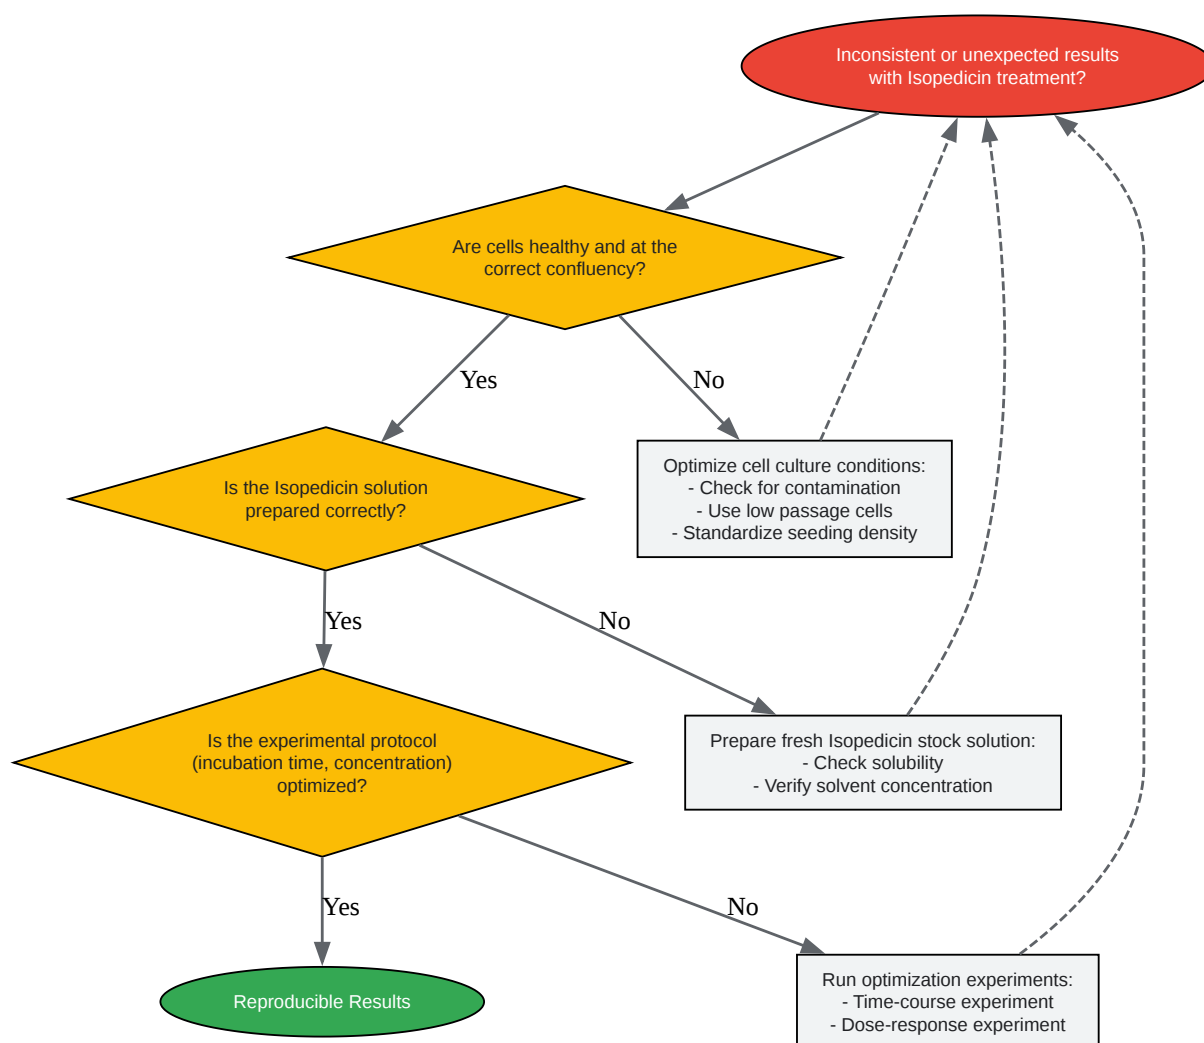 Inconsistent or unexpected results
with Isopedicin treatment?
Are cells healthy and at the
correct confluency?
Yes
No
Optimize cell culture conditions:
- Check for contamination
- Use low passage cells
- Standardize seeding density
Is the Isopedicin solution
prepared correctly?
Yes
No
Prepare fresh Isopedicin stock solution:
- Check solubility
- Verify solvent concentration
Is the experimental protocol
(incubation time, concentration)
optimized?
Yes
No
Run optimization experiments:
- Time-course experiment
- Dose-response experiment
Reproducible Results